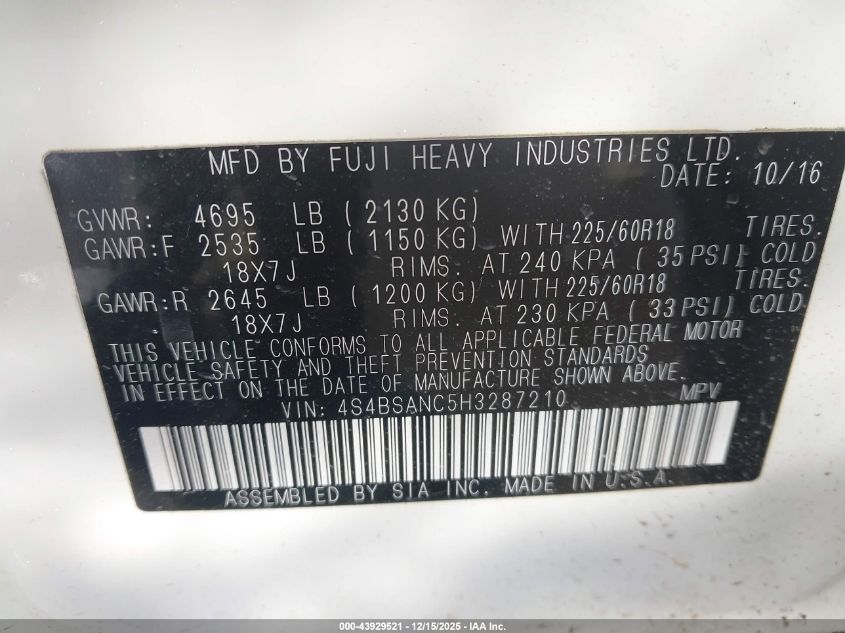 MFD BY FUJI HEAVY INDUSTRIES LTD.
DATE: 10/16
GVWR: 4695 LB ( 2130 KG)
GAWR:F 2535 LB ( 1150 KG) WITH 225/60R18 TIRES.
18X7J RIMS. AT 240 KPA ( 35 PSI) COLD
GAWR:R 2645 LB ( 1200 KG) WITH 225/60R18 TIRES.
18X7J RIMS. AT 230 KPA ( 33 PSI) COLD
THIS VEHICLE CONFORMS TO ALL APPLICABLE FEDERAL MOTOR
VEHICLE SAFETY AND THEFT PREVENTION STANDARDS
IN EFFECT ON THE DATE OF MANUFACTURE SHOWN ABOVE.
VIN: 4S4BSANC5H3287210 MPV
ASSEMBLED BY SIA INC. MADE IN U.S.A.
000-43929521 - 12/15/2025 - IAA Inc.